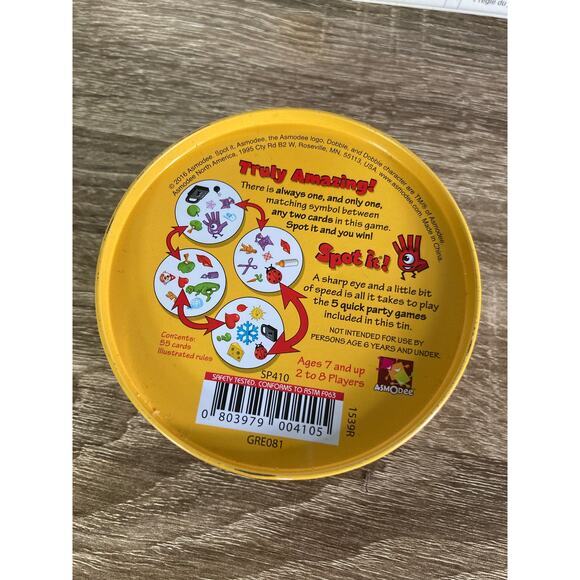 règle du
© 2016 Asmodee. Spot it, Asmodee, the Asmodee logo, Dobble, and Dobble character are TM/® of Asmodee.
Asmodee North America, 1995 Cty Rd B2 W, Roseville, MN, 55113, USA, www.asmodee.com. Made in China.
Truly Amazing!
There is always one, and only one,
matching symbol between
any two cards in this game.
Spot it and you win!
Spot it!
A sharp eye and a little bit
of speed is all it takes to play
the 5 quick party games
included in this tin.
NOT INTENDED FOR USE BY
PERSONS AGE 6 YEARS AND UNDER.
Contents:
55 cards
Illustrated rules
Ages 7 and up
2 to 8 Players
ASMODee
SP410
SAFETY TESTED, CONFORMS TO ASTM F963
0 803979 004105
GRE081
1539R